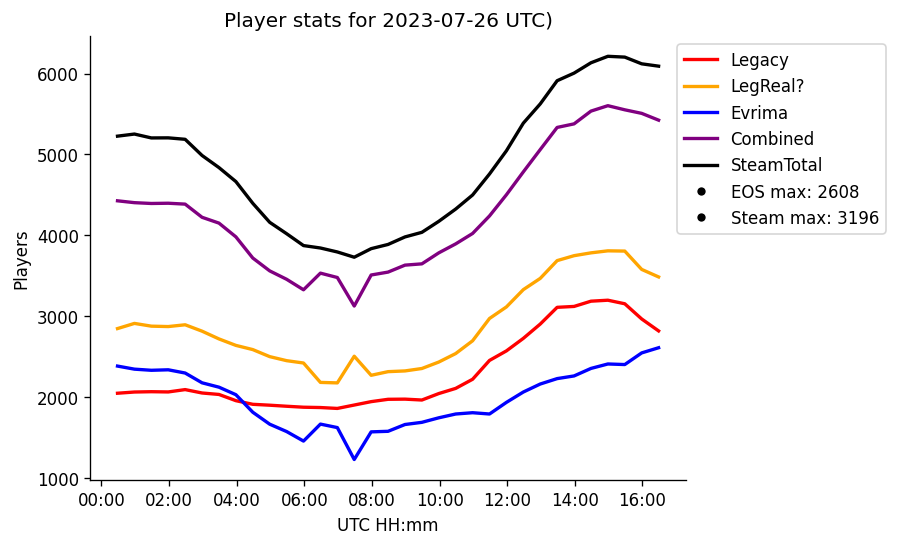 Player stats for 2023-07-26 UTC)
Legacy
LegReal?
Evrima
Combined
SteamTotal
EOS max: 2608
Steam max: 3196
Players
6000
5000
4000
3000
2000
1000
00:00 02:00 04:00 06:00 08:00 10:00 12:00 14:00 16:00
UTC HH:mm